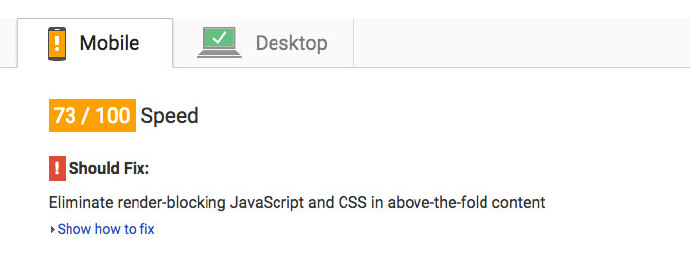 Mobile
Desktop
73 / 100 Speed
! Should Fix:
Eliminate render-blocking JavaScript and CSS in above-the-fold content
Show how to fix